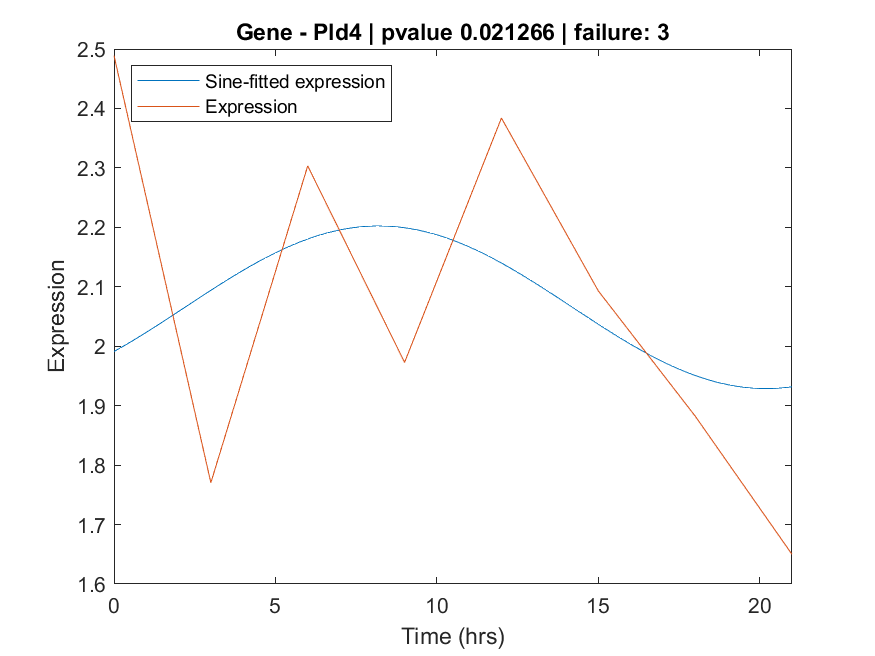 Gene - Pld4 | pvalue 0.021266 | failure: 3
Sine-fitted expression
Expression
2.5
2.4
2.3
2.2
2.1
2
1.9
1.8
1.7
1.6
Expression
0 5 10 15 20
Time (hrs)